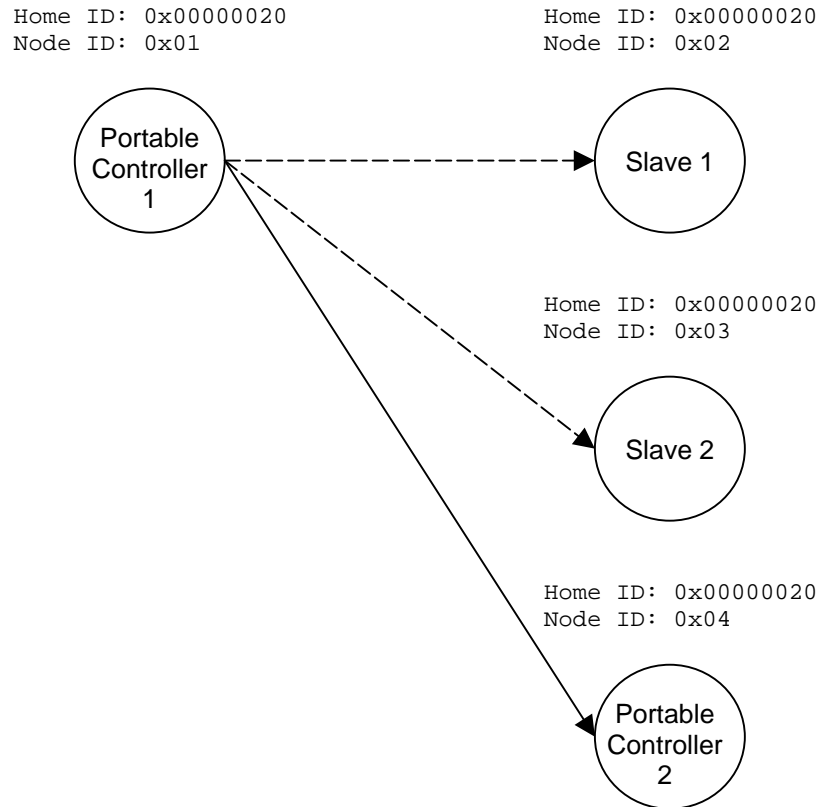 Home ID: 0x00000020
Node ID: 0x01
Home ID: 0x00000020
Node ID: 0x02
Portable
Controller
1
Slave 1
Home ID: 0x00000020
Node ID: 0x03
Slave 2
Home ID: 0x00000020
Node ID: 0x04
Portable
Controller
2